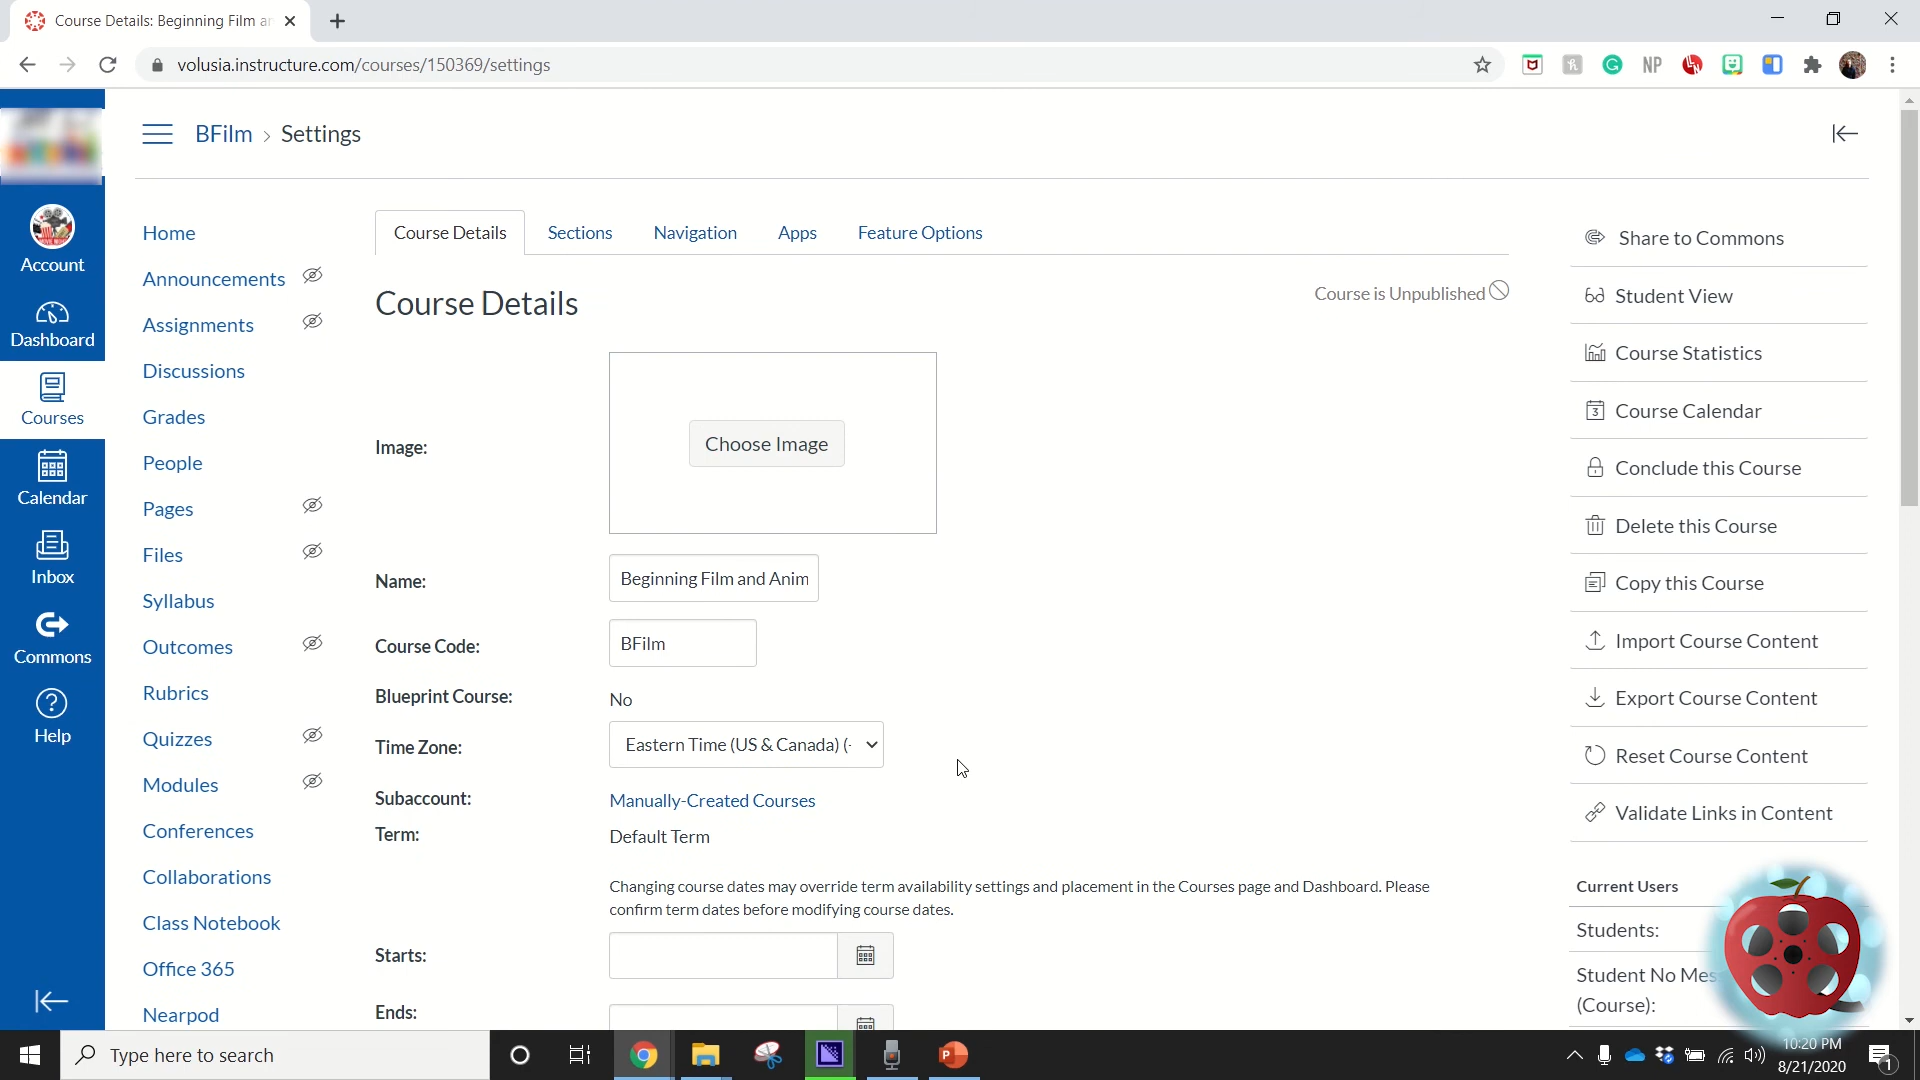 Course Details: Beginning Film an
volusia.instructure.com/courses/150369/settings
NP
BFilm > Settings
Account
Dashboard
Courses
Calendar
Inbox
Commons
Help
Home
Announcements
Assignments
Discussions
Grades
People
Pages
Files
Syllabus
Outcomes
Rubrics
Quizzes
Modules
Conferences
Collaborations
Class Notebook
Office 365
Nearpod
Course Details Sections Navigation Apps Feature Options
Course Details
Course is Unpublished
Image:
Choose Image
Name:
Beginning Film and Anim
Course Code:
BFilm
Blueprint Course:
No
Time Zone:
Eastern Time (US & Canada) (-
Subaccount:
Manually-Created Courses
Term:
Default Term
Changing course dates may override term availability settings and placement in the Courses page and Dashboard. Please
confirm term dates before modifying course dates.
Starts:
Ends:
Share to Commons
Student View
Course Statistics
3 Course Calendar
Conclude this Course
Delete this Course
Copy this Course
Import Course Content
Export Course Content
Reset Course Content
Validate Links in Content
Current Users
Students:
Student No Mes
(Course):
Type here to search
10:20 PM
8/21/2020
1